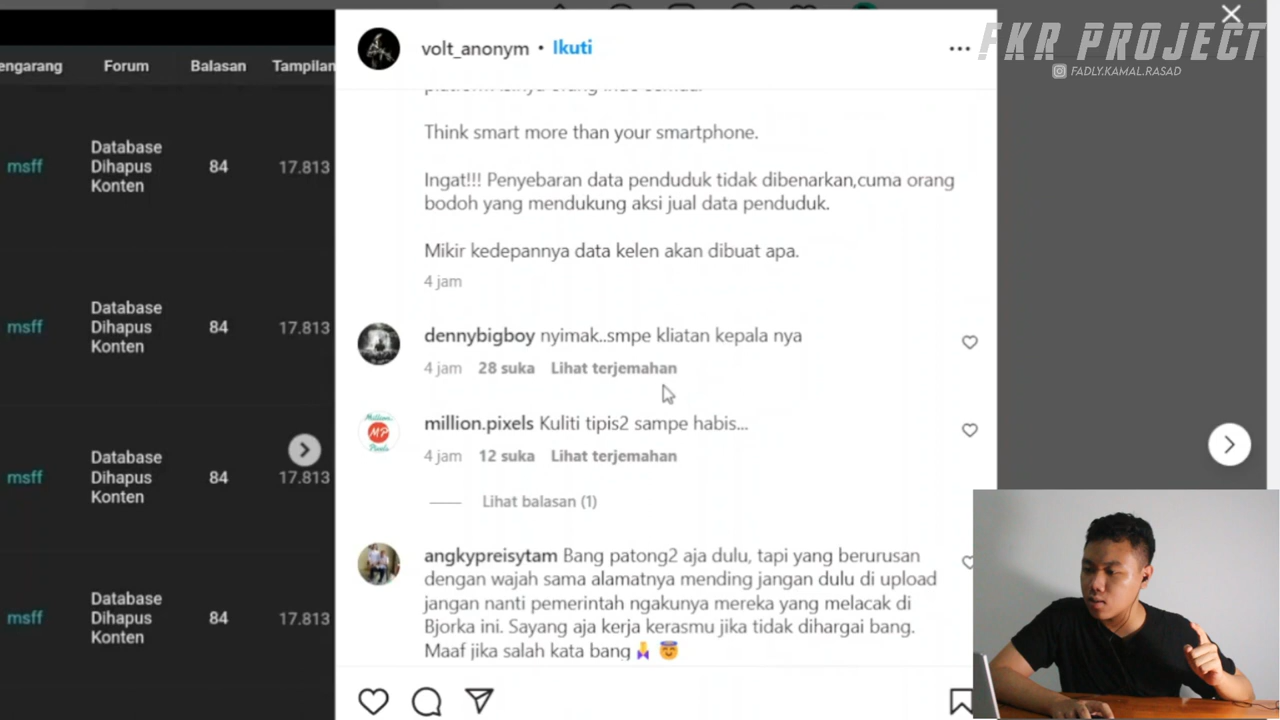 FKR PROJECT
FADLY.KAMAL.RASAD
engarang Forum Balasan Tampilan
msff Database Dihapus Konten 84 17.813
msff Database Dihapus Konten 84 17.813
msff Database Dihapus Konten 84 17.813
msff Database Dihapus Konten 84 17.813
volt_anonym • Ikuti
Think smart more than your smartphone.
Ingat!!! Penyebaran data penduduk tidak dibenarkan,cuma orang
bodoh yang mendukung aksi jual data penduduk.
Mikir kedepannya data kelen akan dibuat apa.
4 jam
dennybigboy nyimak..smpe kliatan kepala nya
4 jam 28 suka Lihat terjemahan
million.pixels Kuliti tipis2 sampe habis...
4 jam 12 suka Lihat terjemahan
Lihat balasan (1)
angkypreisytam Bang patong2 aja dulu, tapi yang berurusan
dengan wajah sama alamatnya mending jangan dulu di upload
jangan nanti pemerintah ngakunya mereka yang melacak di
Bjorka ini. Sayang aja kerja kerasmu jika tidak dihargai bang.
Maaf jika salah kata bang